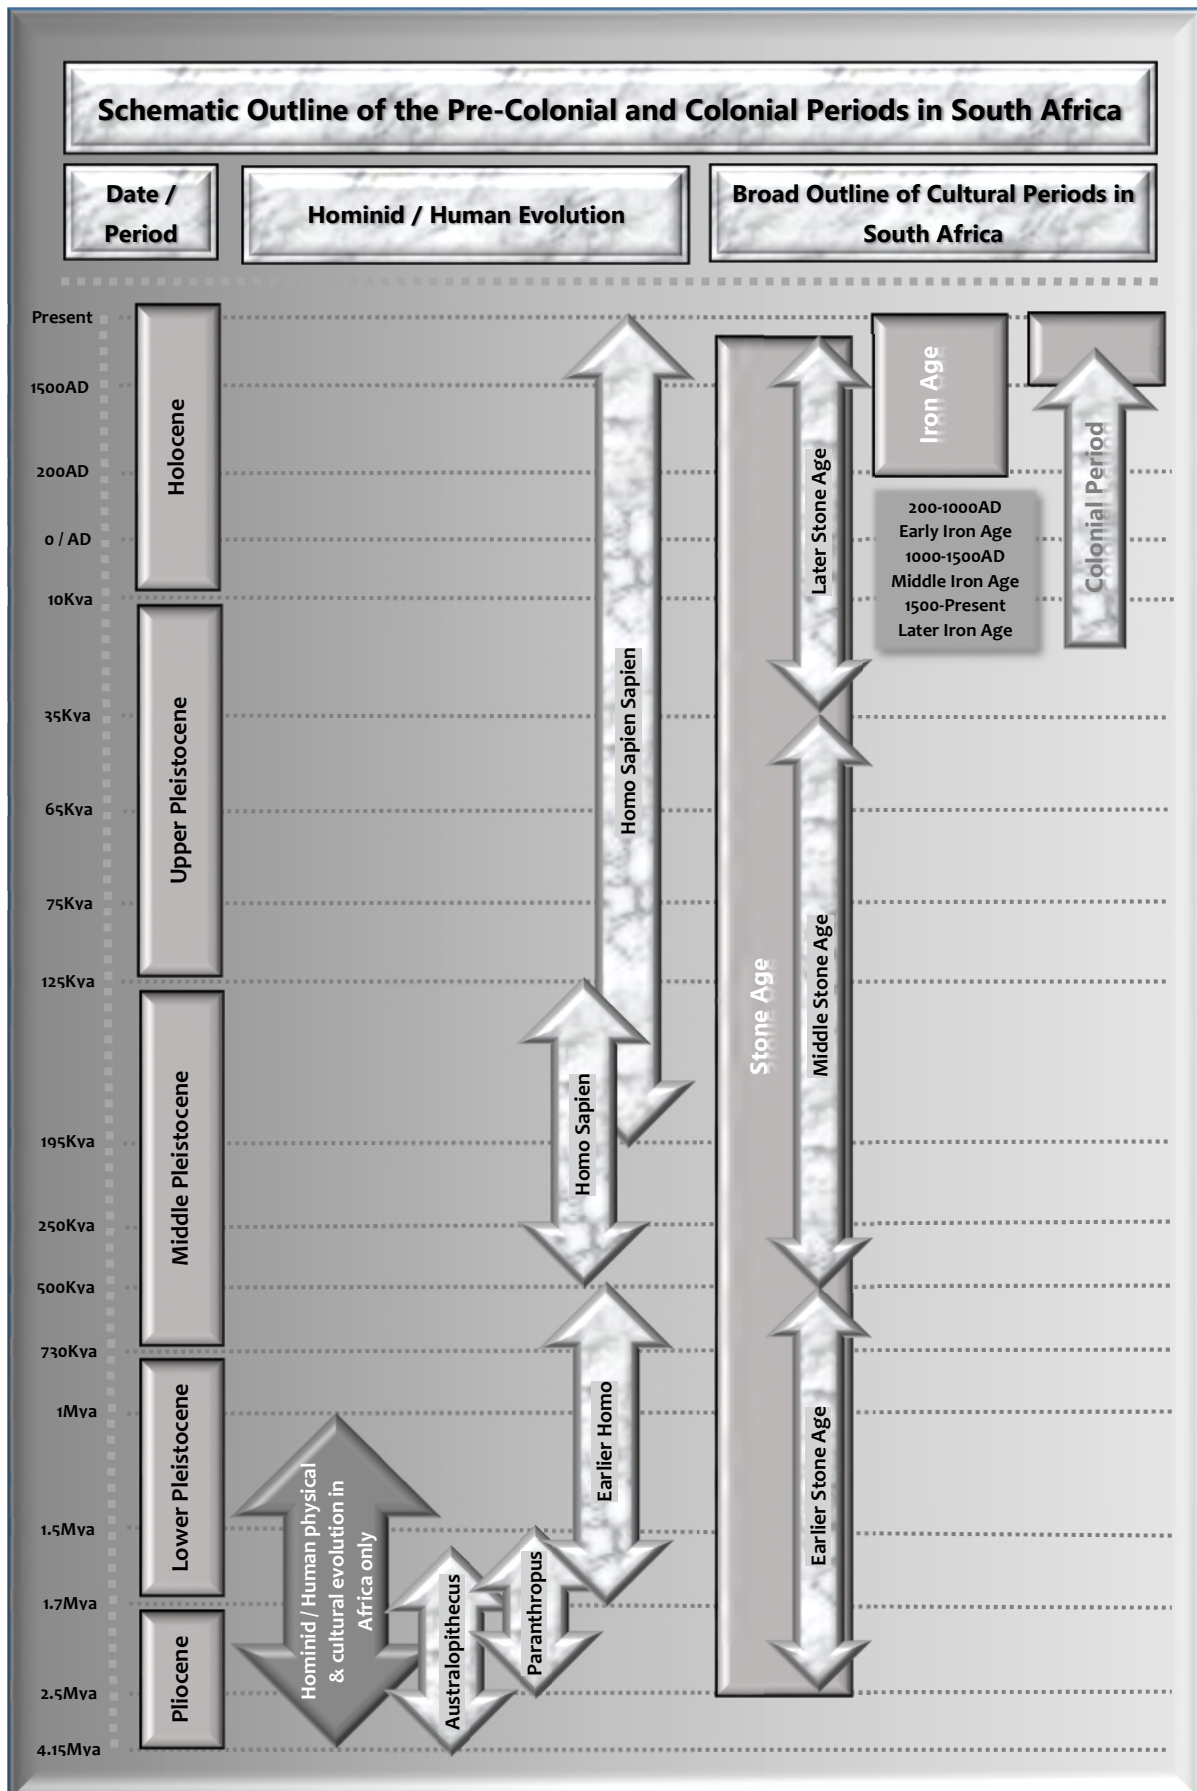 Schematic Outline of the Pre-Colonial and Colonial Periods in South Africa
Date /
Period
Hominid / Human Evolution
Broad Outline of Cultural Periods in
South Africa
Present
1500AD
200AD
0 / AD
10Kya
35Kya
65Kya
75Kya
125Kya
195Kya
250Kya
500Kya
730Kya
1Mya
1.5Mya
1.7Mya
2.5Mya
4.15Mya
Holocene
Upper Pleistocene
Middle Pleistocene
Lower Pleistocene
Pliocene
Hominid / Human physical
& cultural evolution in
Africa only
Australopithecus
Paranthropus
Earlier Homo
Homo Sapien
Homo Sapien Sapien
Stone Age
Later Stone Age
Middle Stone Age
Earlier Stone Age
Iron Age
200-1000AD
Early Iron Age
1000-1500AD
Middle Iron Age
1500-Present
Later Iron Age
Colonial Period